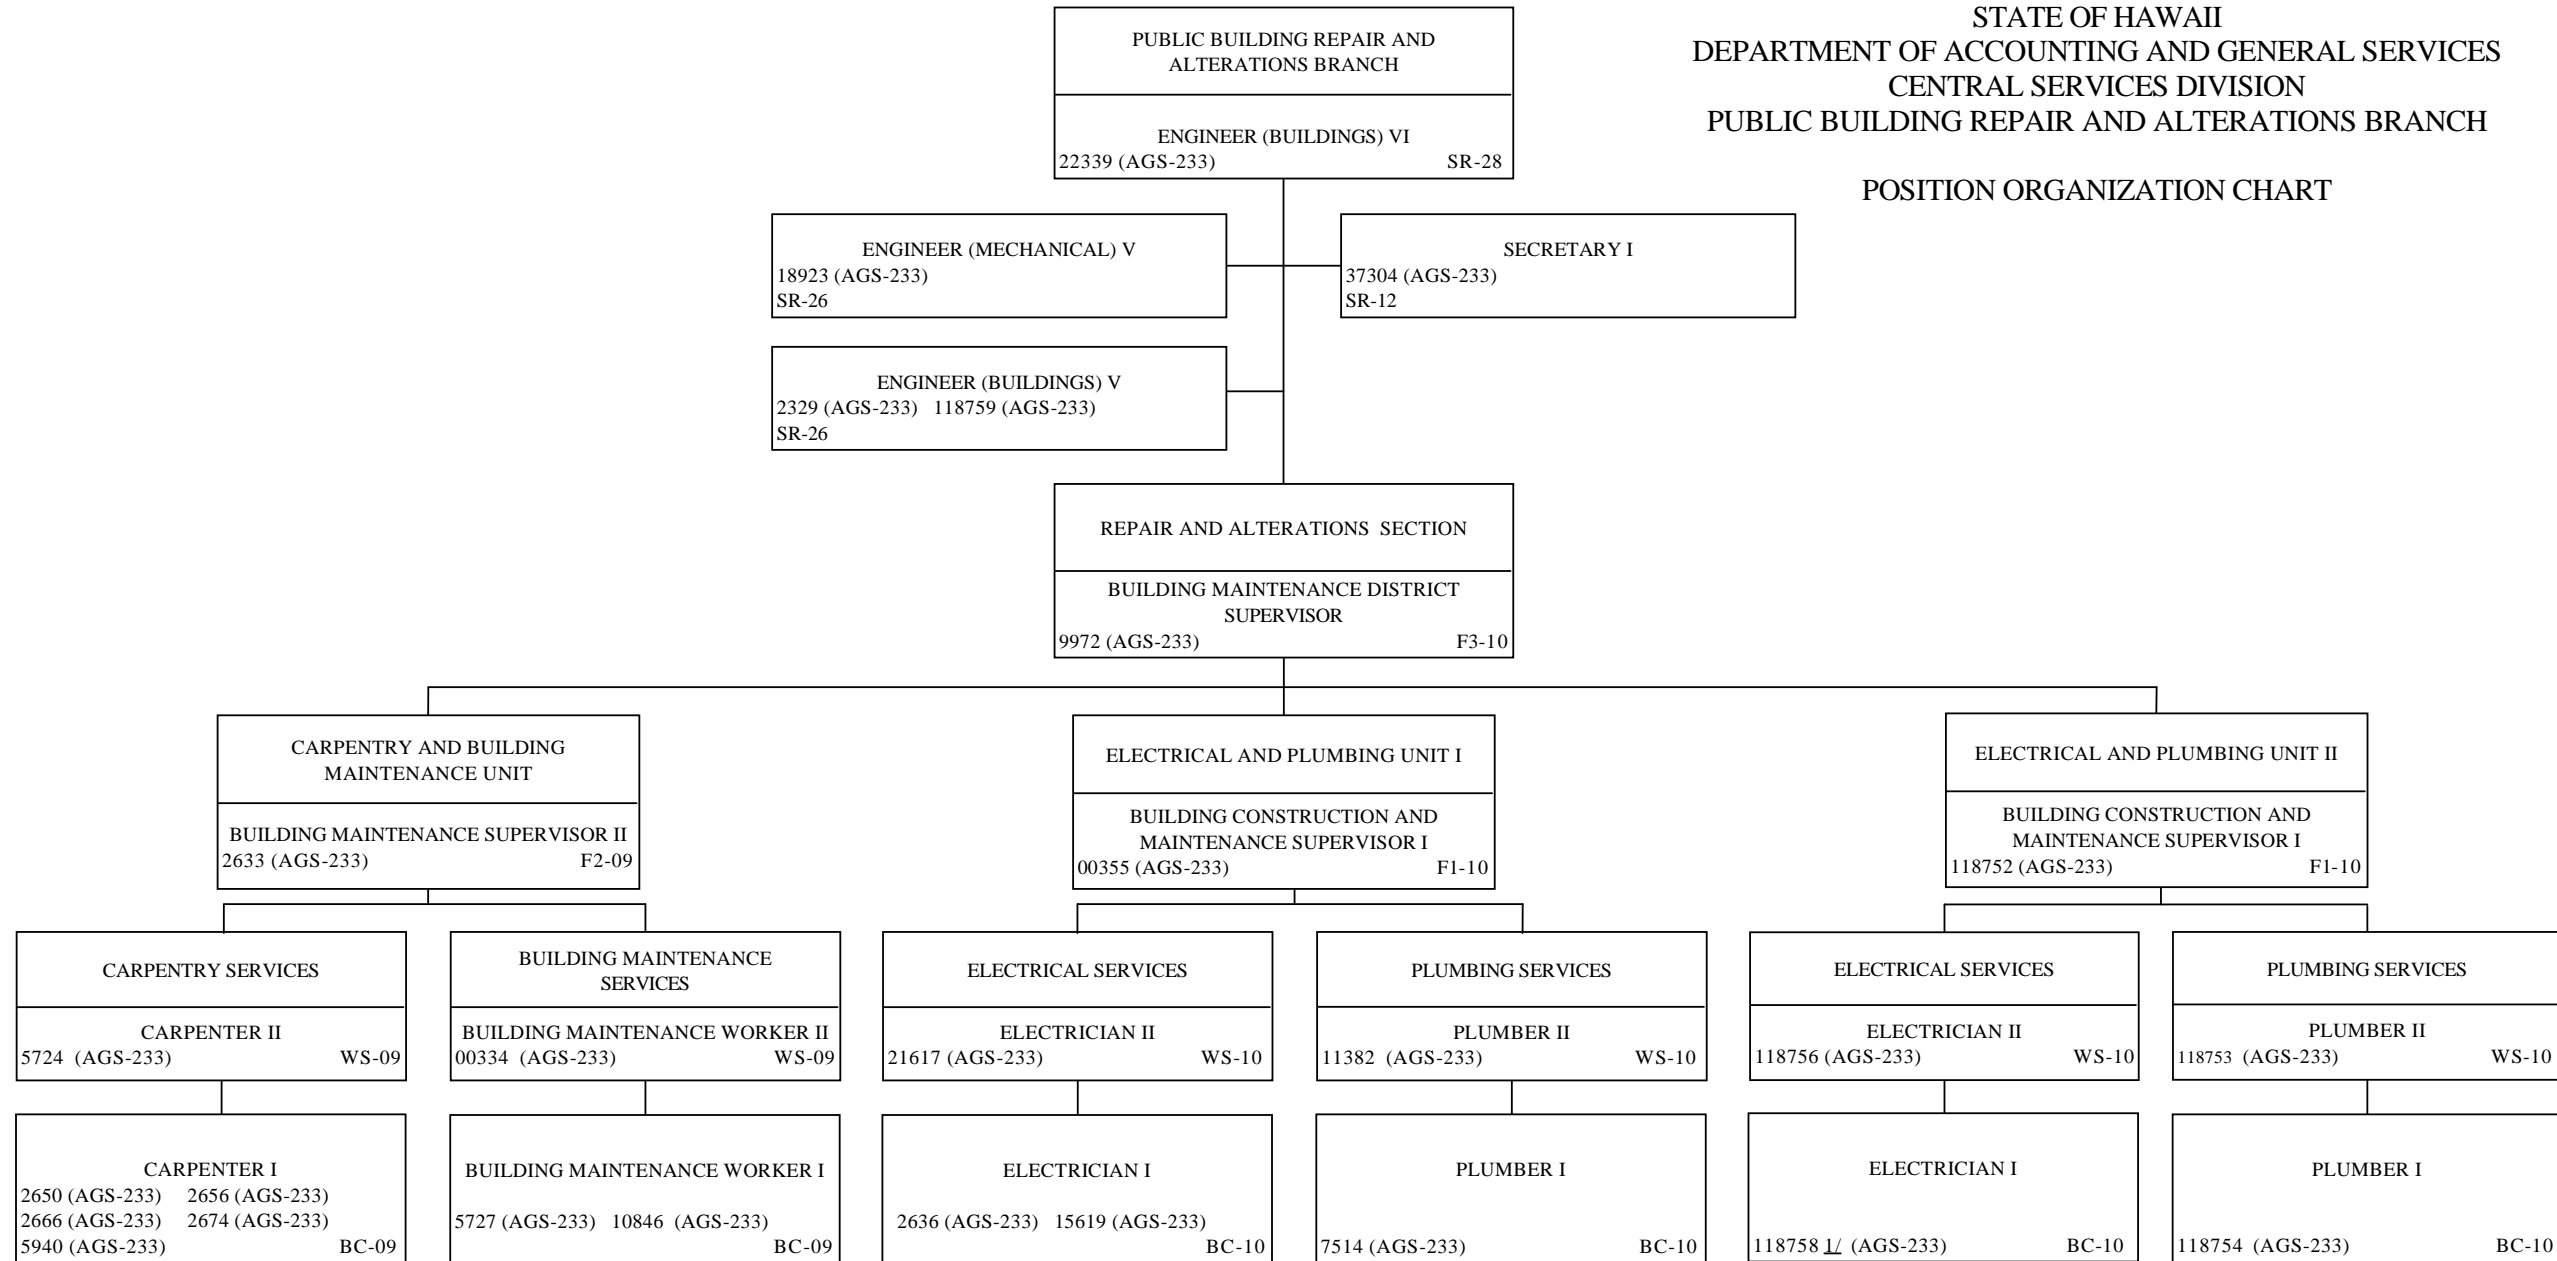 STATE OF HAWAII
DEPARTMENT OF ACCOUNTING AND GENERAL SERVICES
CENTRAL SERVICES DIVISION
PUBLIC BUILDING REPAIR AND ALTERATIONS BRANCH
POSITION ORGANIZATION CHART
PUBLIC BUILDING REPAIR AND
ALTERATIONS BRANCH
ENGINEER (BUILDINGS) VI
22339 (AGS-233) SR-28
ENGINEER (MECHANICAL) V
18923 (AGS-233)
SR-26
SECRETARY I
37304 (AGS-233)
SR-12
ENGINEER (BUILDINGS) V
2329 (AGS-233) 118759 (AGS-233)
SR-26
REPAIR AND ALTERATIONS SECTION
BUILDING MAINTENANCE DISTRICT
SUPERVISOR
9972 (AGS-233) F3-10
CARPENTRY AND BUILDING
MAINTENANCE UNIT
BUILDING MAINTENANCE SUPERVISOR II
2633 (AGS-233) F2-09
ELECTRICAL AND PLUMBING UNIT I
BUILDING CONSTRUCTION AND
MAINTENANCE SUPERVISOR I
00355 (AGS-233) F1-10
ELECTRICAL AND PLUMBING UNIT II
BUILDING CONSTRUCTION AND
MAINTENANCE SUPERVISOR I
118752 (AGS-233) F1-10
CARPENTRY SERVICES
CARPENTER II
5724 (AGS-233) WS-09
BUILDING MAINTENANCE
SERVICES
BUILDING MAINTENANCE WORKER II
00334 (AGS-233) WS-09
ELECTRICAL SERVICES
ELECTRICIAN II
21617 (AGS-233) WS-10
PLUMBING SERVICES
PLUMBER II
11382 (AGS-233) WS-10
ELECTRICAL SERVICES
ELECTRICIAN II
118756 (AGS-233) WS-10
PLUMBING SERVICES
PLUMBER II
118753 (AGS-233) WS-10
CARPENTER I
2650 (AGS-233) 2656 (AGS-233)
2666 (AGS-233) 2674 (AGS-233)
5940 (AGS-233) BC-09
BUILDING MAINTENANCE WORKER I
5727 (AGS-233) 10846 (AGS-233)
BC-09
ELECTRICIAN I
2636 (AGS-233) 15619 (AGS-233)
BC-10
PLUMBER I
7514 (AGS-233) BC-10
ELECTRICIAN I
118758 1/ (AGS-233) BC-10
PLUMBER I
118754 (AGS-233) BC-10